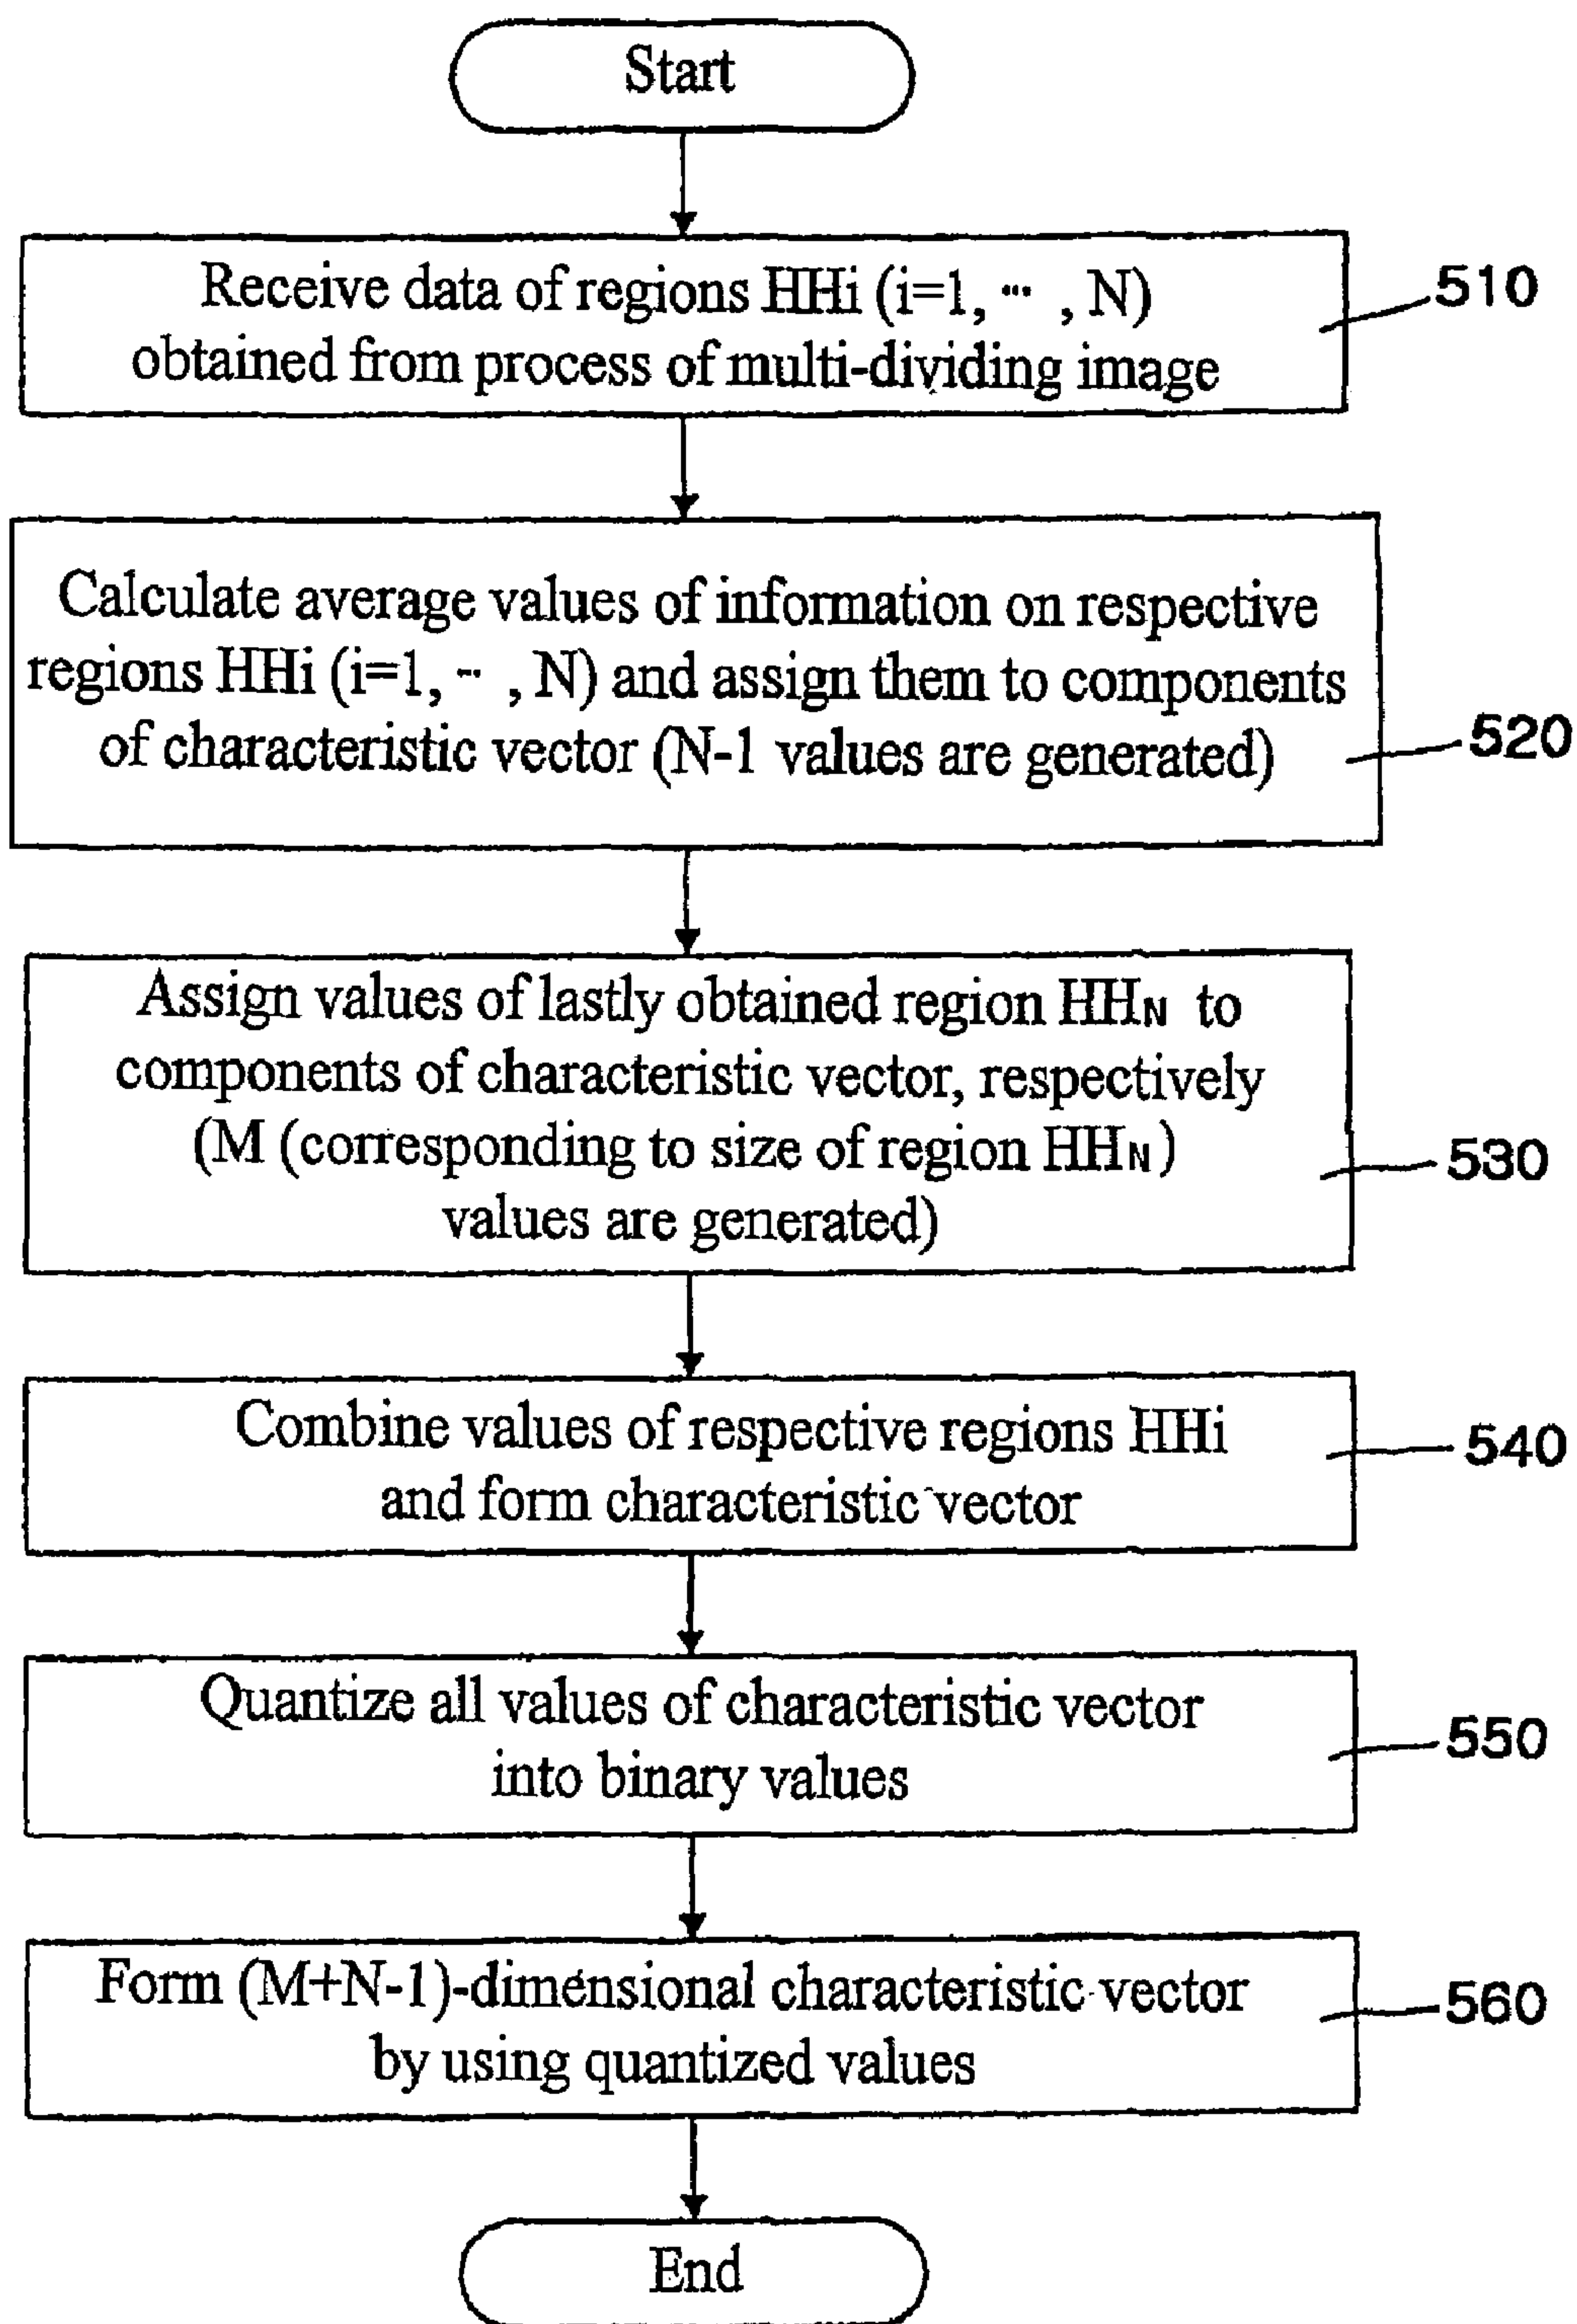 Start
Receive data of regions HHi (i=1, ··· , N)
obtained from process of multi-dividing image
510
Calculate average values of information on respective
regions HHi (i=1, ·· , N) and assign them to components
of characteristic vector (N-1 values are generated)
520
Assign values of lastly obtained region HHN to
components of characteristic vector, respectively
(M (corresponding to size of region HHN)
values are generated)
530
Combine values of respective regions HHi
and form characteristic vector
540
Quantize all values of characteristic vector
into binary values
550
Form (M+N-1)-dimensional characteristic vector
by using quantized values
560
End